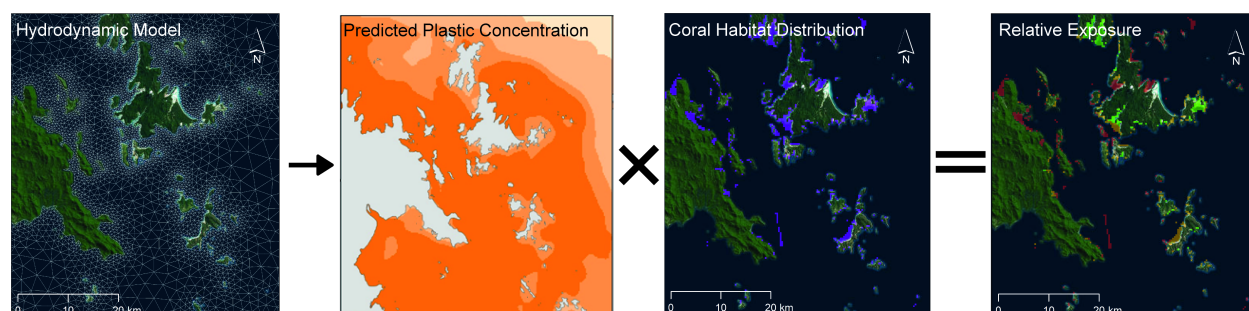 Hydrodynamic Model
N
0 10 20 km
Predicted Plastic Concentration
Coral Habitat Distribution
N
0 10 20 km
Relative Exposure
N
0 10 20 km